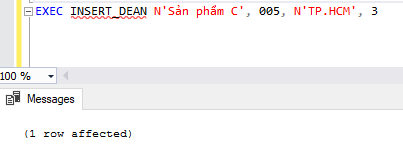 EXEC INSERT_DEAN N'Sản phẩm C', 005, N'TP.HCM', 3
100 %
Messages
(1 row affected)